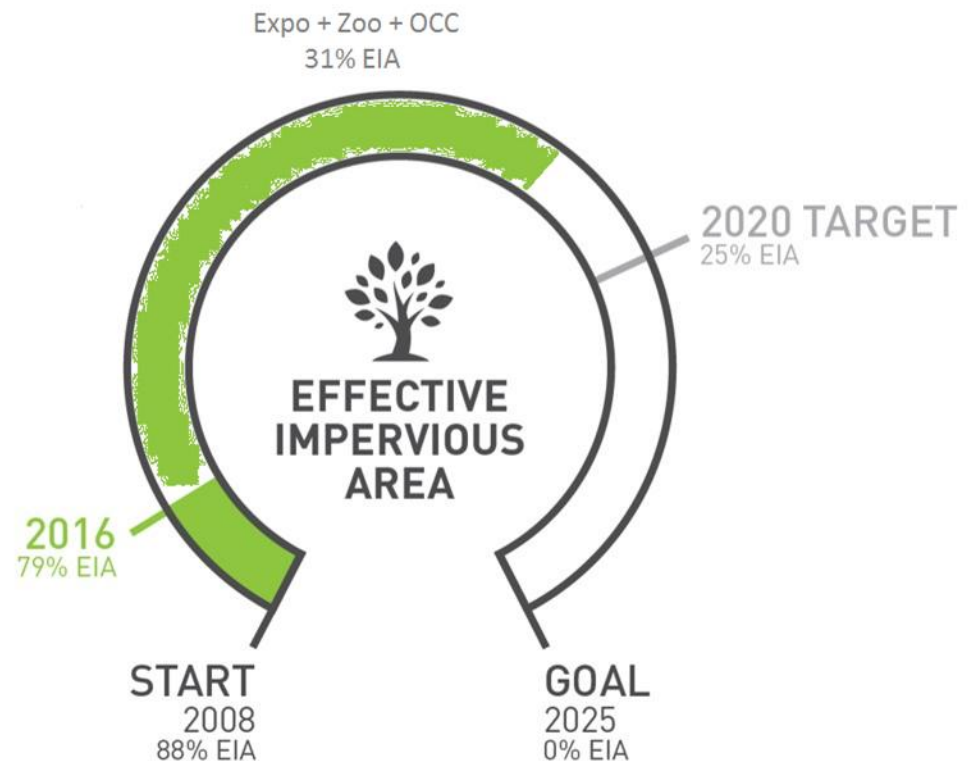 Expo + Zoo + OCC
31% EIA
2020 TARGET
25% EIA
EFFECTIVE
IMPERVIOUS
AREA
2016
79% EIA
START
2008
88% EIA
GOAL
2025
0% EIA